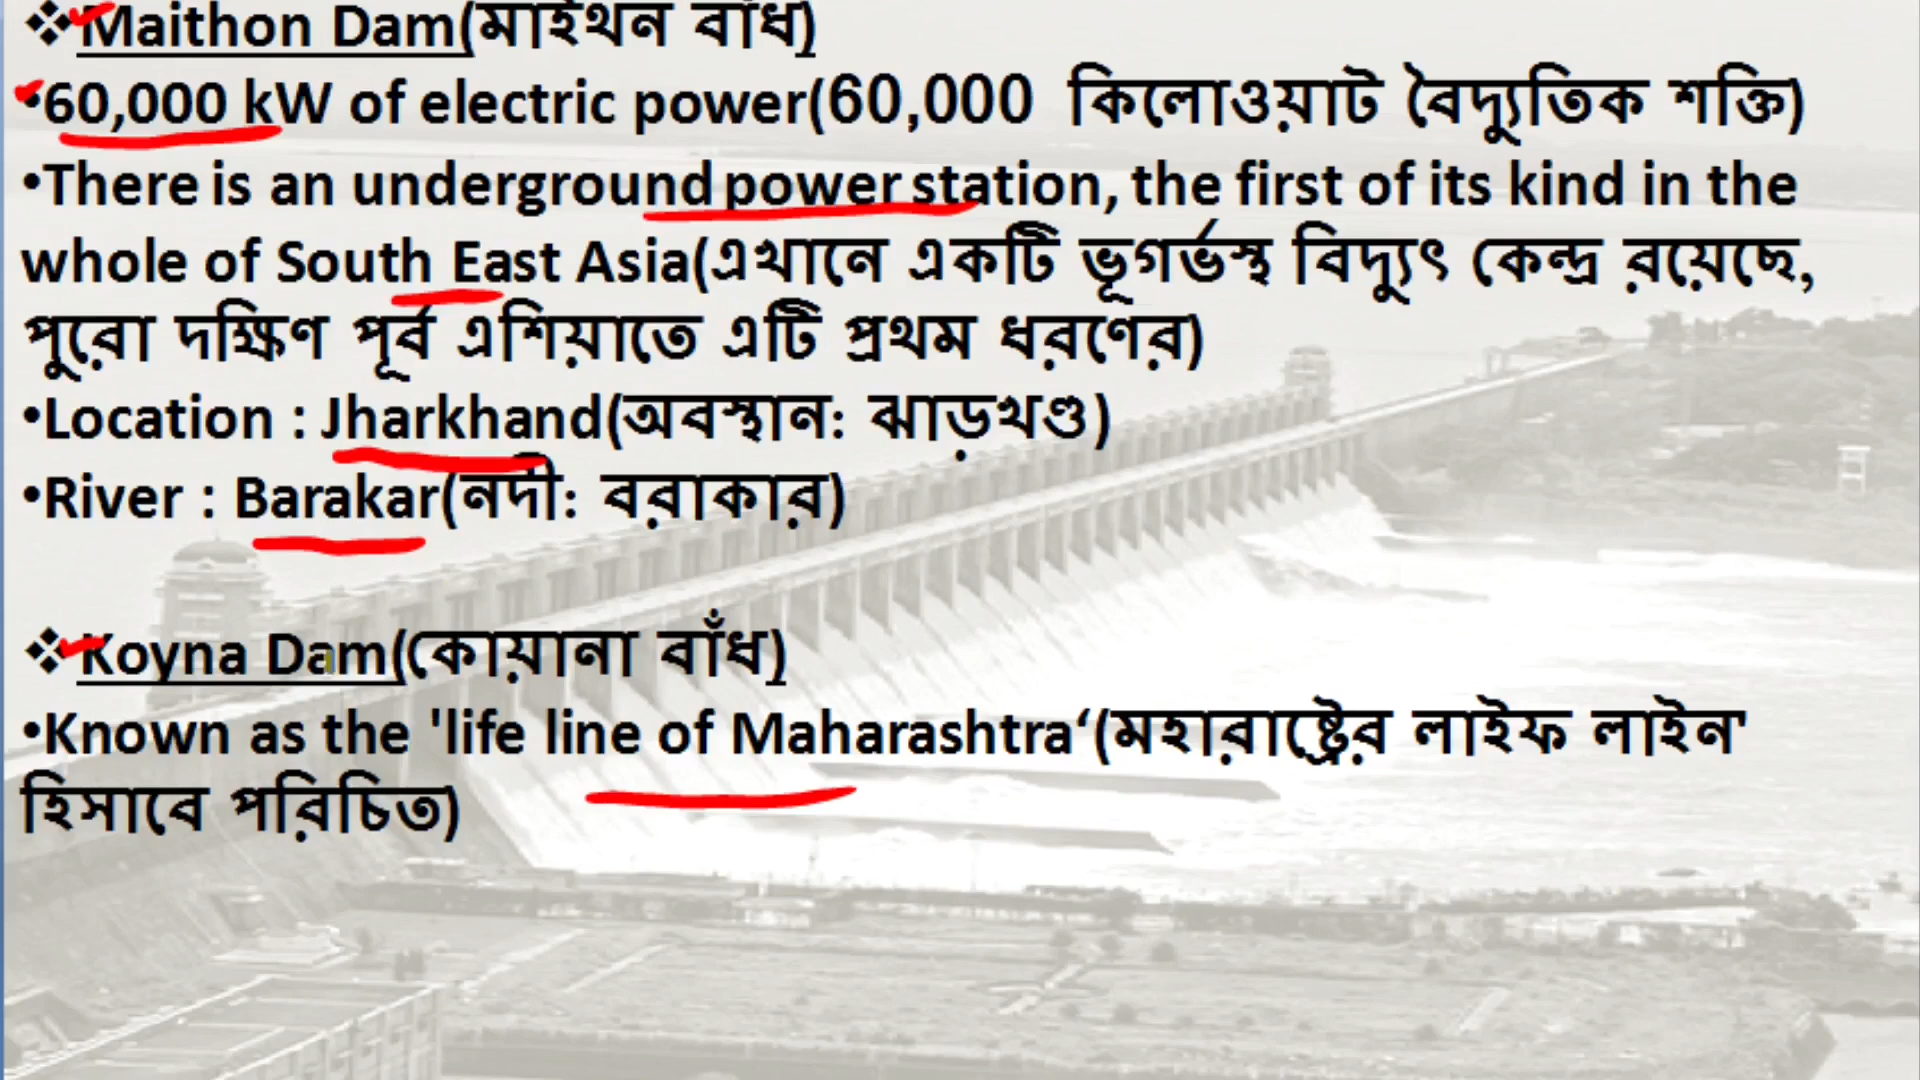 ❖Maithon Dam(মাইথন বাঁধ)
•60,000 kW of electric power(60,000 কিলোওয়াট বৈদ্যুতিক শক্তি)
•There is an underground power station, the first of its kind in the
whole of South East Asia(এখানে একটি ভূগর্ভস্থ বিদ্যুৎ কেন্দ্র রয়েছে,
পুরো দক্ষিণ পূর্ব এশিয়াতে এটি প্রথম ধরণের)
•Location : Jharkhand(অবস্থান: ঝাড়খণ্ড)
•River : Barakar(নদী: বরাকার)
❖Koyna Dam(কোয়ানা বাঁধ)
•Known as the 'life line of Maharashtra‘(মহারাষ্ট্রের লাইফ লাইন'
হিসাবে পরিচিত)